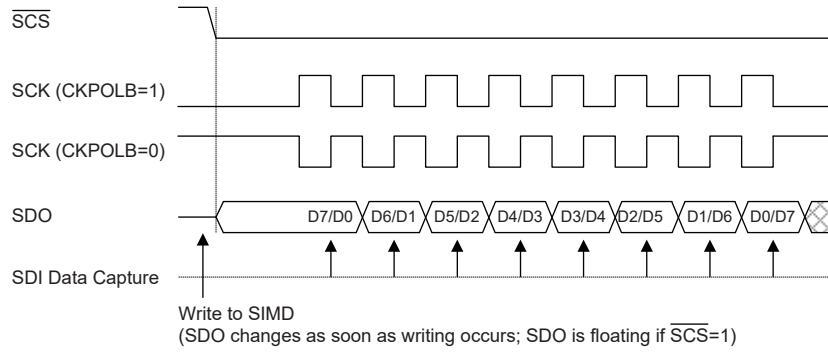 SCS
SCK (CKPOLB=1)
SCK (CKPOLB=0)
SDO D7/D0 D6/D1 D5/D2 D4/D3 D3/D4 D2/D5 D1/D6 D0/D7
SDI Data Capture
Write to SIMD
(SDO changes as soon as writing occurs; SDO is floating if SCS=1)